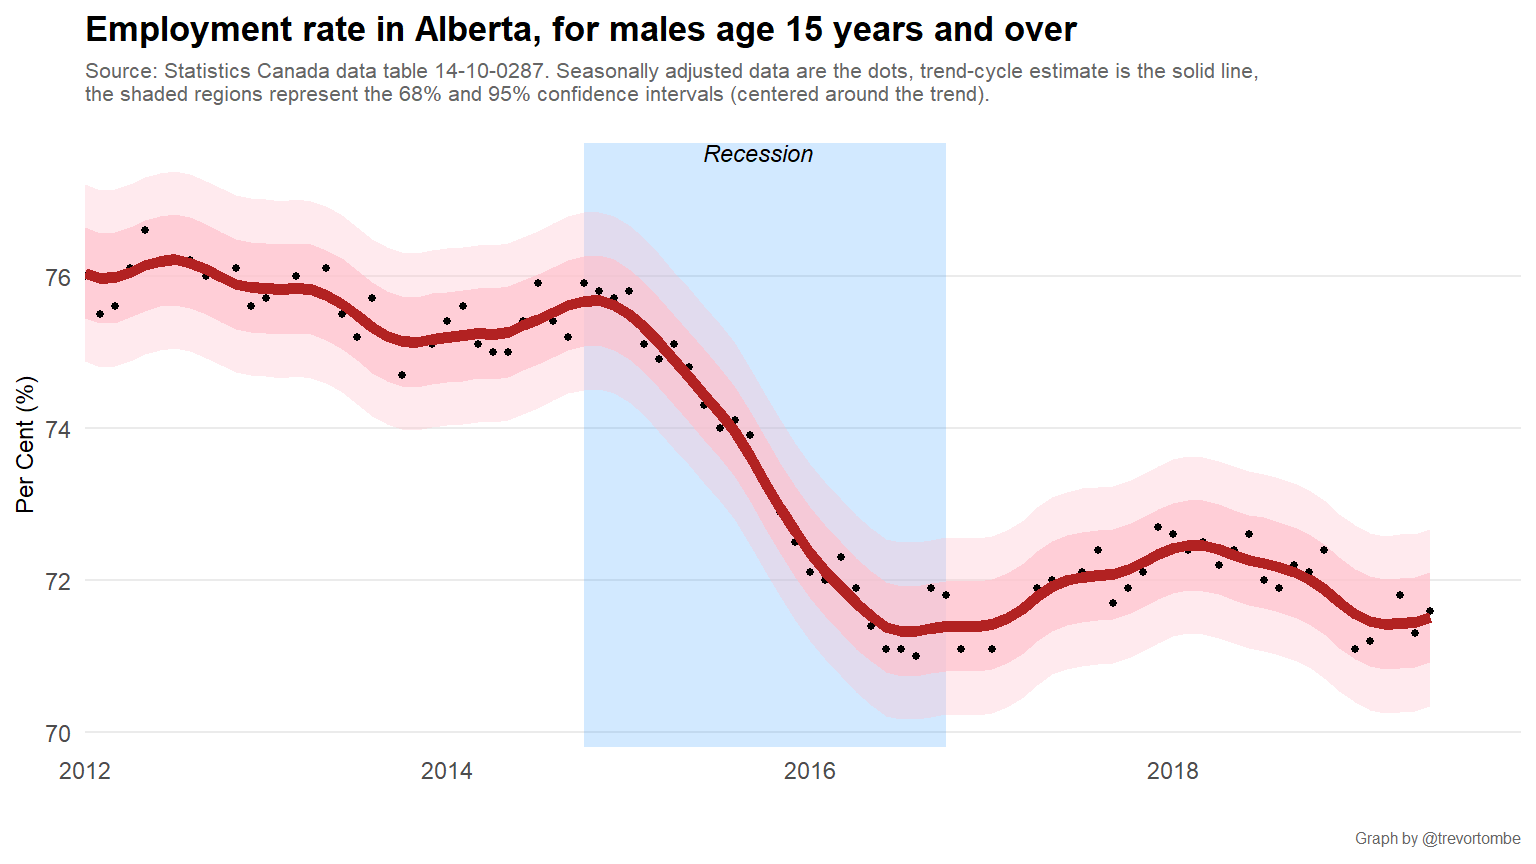 Employment rate in Alberta, for males age 15 years and over
Source: Statistics Canada data table 14-10-0287. Seasonally adjusted data are the dots, trend-cycle estimate is the solid line,
the shaded regions represent the 68% and 95% confidence intervals (centered around the trend).
Recession
Per Cent (%)
76
74
72
70
2012
2014
2016
2018
Graph by @trevortombe